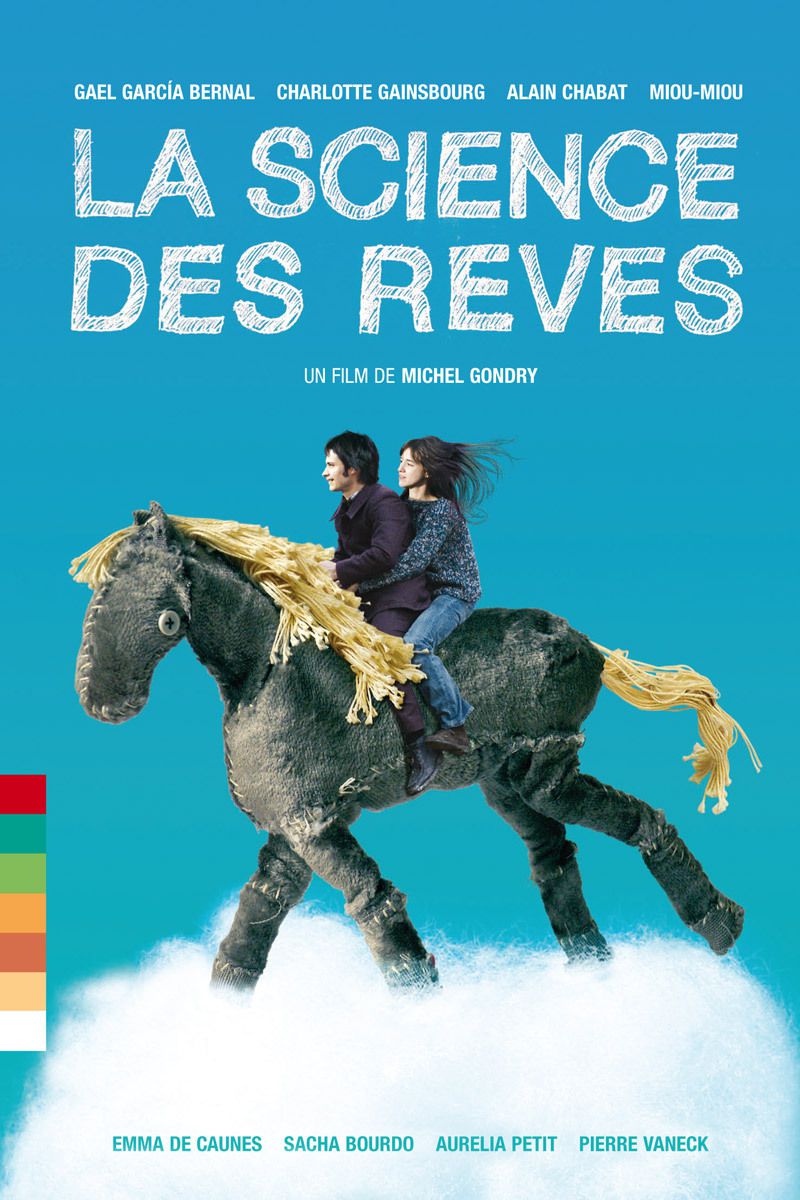 GAEL GARCÍA BERNAL CHARLOTTE GAINSBOURG ALAIN CHABAT MIOU-MIOU
LA SCIENCE
DES REVES
UN FILM DE MICHEL GONDRY
EMMA DE CAUNES SACHA BOURDO AURELIA PETIT PIERRE VANECK